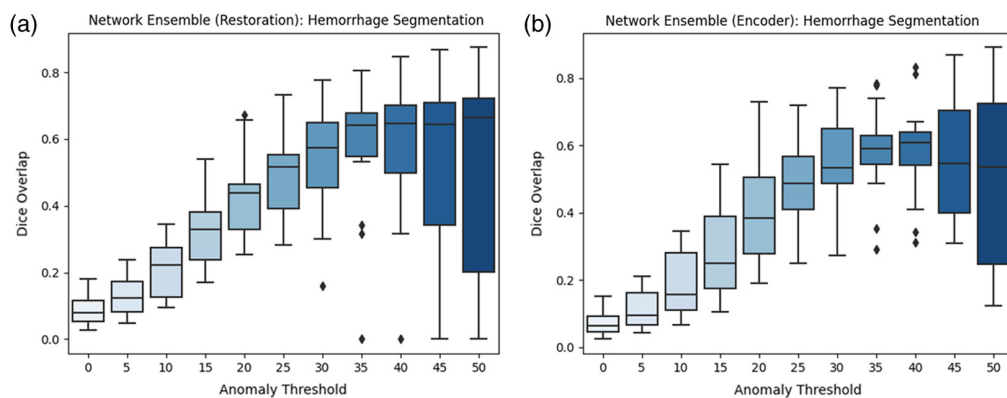 (a)
Network Ensemble (Restoration): Hemorrhage Segmentation
Dice Overlap
0.8
0.6
0.4
0.2
0.0
0 5 10 15 20 25 30 35 40 45 50
Anomaly Threshold
(b)
Network Ensemble (Encoder): Hemorrhage Segmentation
Dice Overlap
0.8
0.6
0.4
0.2
0.0
0 5 10 15 20 25 30 35 40 45 50
Anomaly Threshold